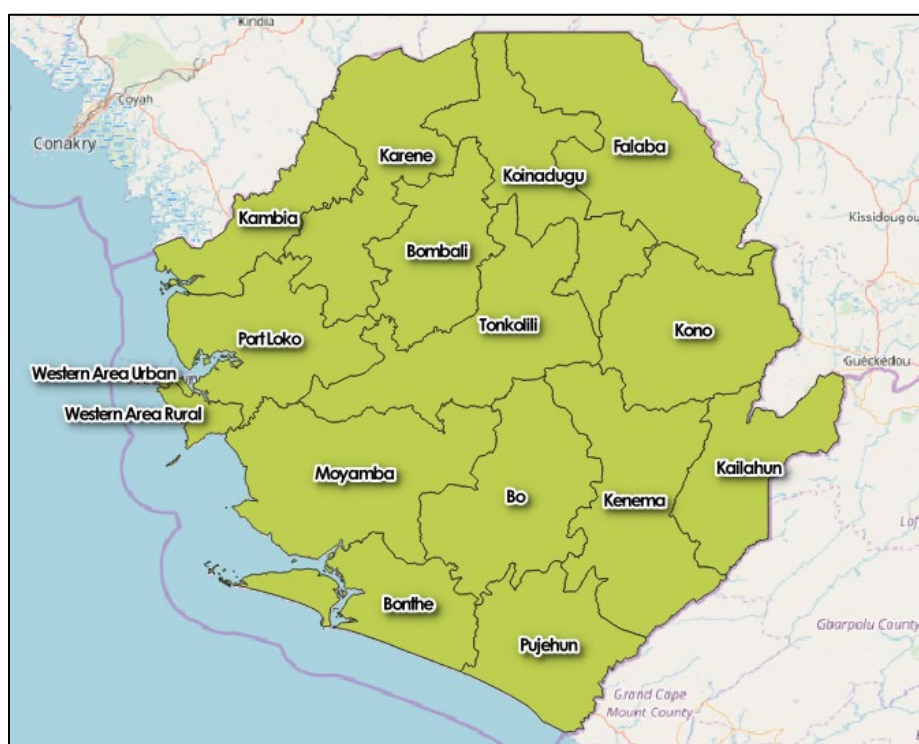 Kindia
Coyah
Conakry
Karene
Falaba
Koinadugu
Kambia
Kissidougou
Bombali
Tonkolili
Kono
Port Loko
Guéckédou
Western Area Urban
Western Area Rural
Moyamba
Kailahun
Bo
Kenema
Bonthe
Gbarpolu County
Pujehun
Grand Cape
Mount County